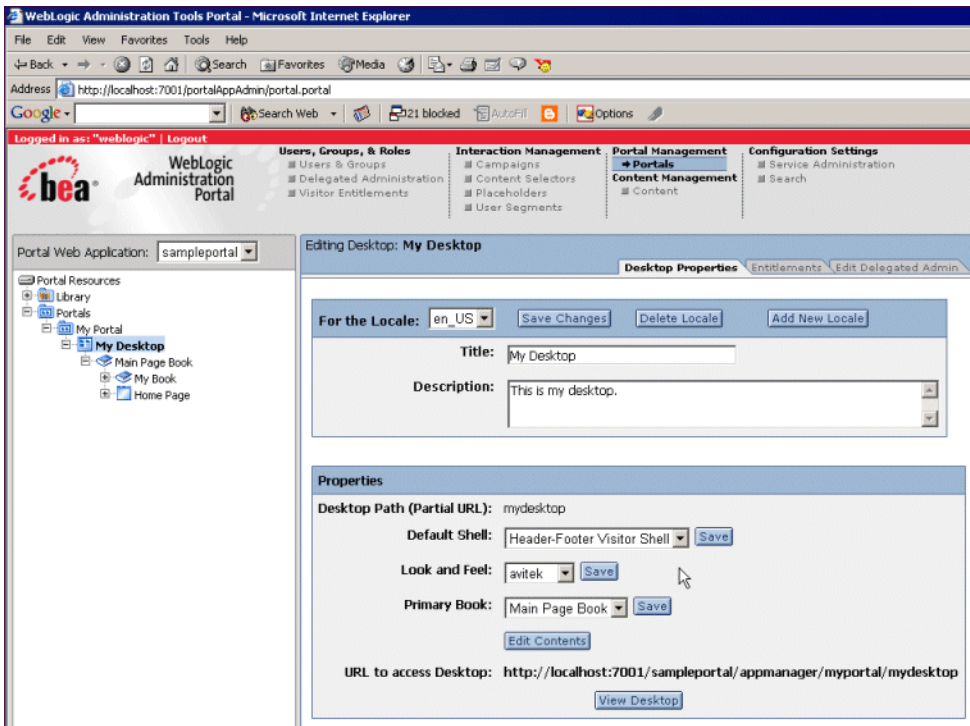 WebLogic Administration Tools Portal - Microsoft Internet Explorer
File Edit View Favorites Tools Help
Back Search Favorites Media
Address http://localhost:7001/portalAppAdmin/portal.portal
Google Search Web 321 blocked AutoFill Options
Logged in as: "weblogic" | Logout
bea WebLogic Administration Portal
Users, Groups, & Roles
Users & Groups
Delegated Administration
Visitor Entitlements
Interaction Management
Campaigns
Content Selectors
Placeholders
User Segments
Portal Management
Portals
Content Management
Content
Configuration Settings
Service Administration
Search
Portal Web Application: sampleportal
Portal Resources
Library
Portals
My Portal
My Desktop
Main Page Book
My Book
Home Page
Editing Desktop: My Desktop
Desktop Properties Entitlements Edit Delegated Admin
For the Locale: en_US Save Changes Delete Locale Add New Locale
Title: My Desktop
Description: This is my desktop.
Properties
Desktop Path (Partial URL): mydesktop
Default Shell: Header-Footer Visitor Shell Save
Look and Feel: avitek Save
Primary Book: Main Page Book Save
Edit Contents
URL to access Desktop: http://localhost:7001/sampleportal/appmanager/myportal/mydesktop
View Desktop